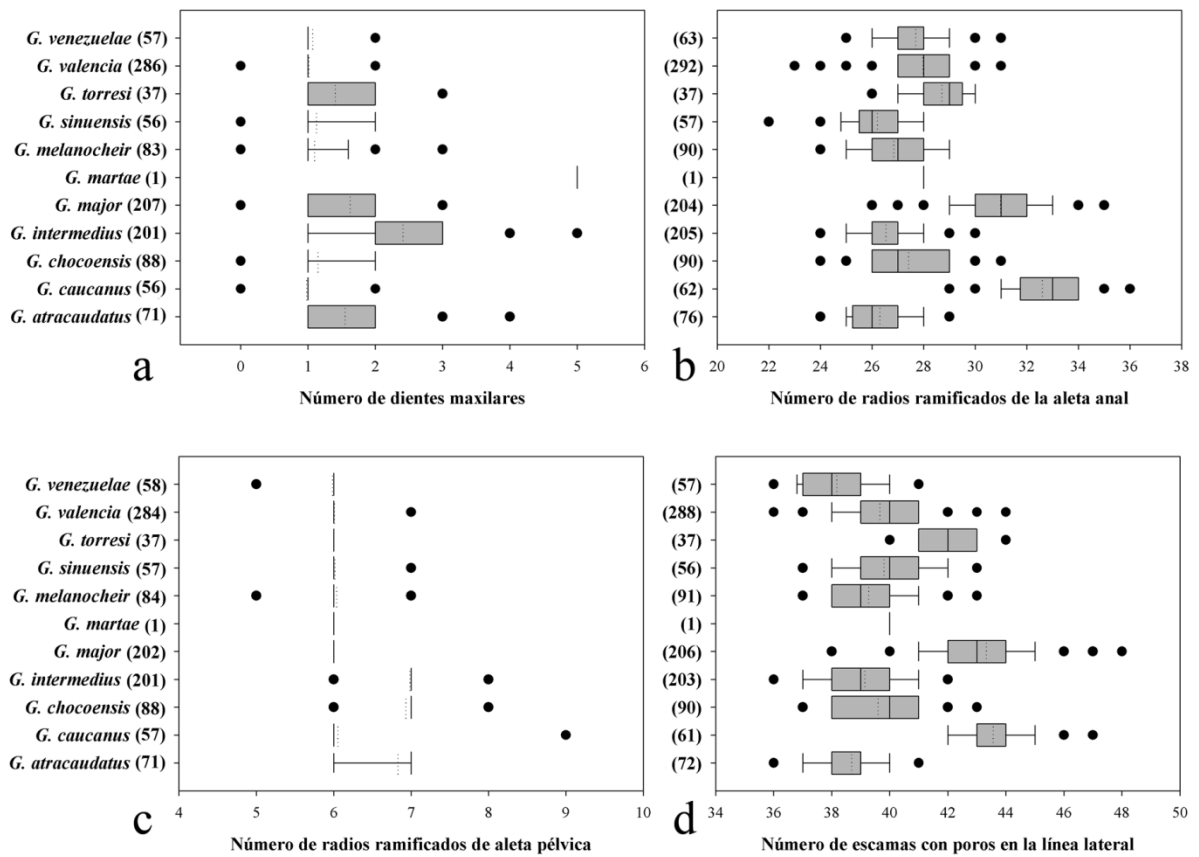 G. venezuelae (57)
G. valencia (286)
G. torresi (37)
G. sinuensis (56)
G. melanocheir (83)
G. martae (1)
G. major (207)
G. intermedius (201)
G. chocoensis (88)
G. caucanus (56)
G. atracaudatus (71)
0 1 2 3 4 5 6
a
Número de dientes maxilares
(63)
(292)
(37)
(57)
(90)
(1)
(204)
(205)
(90)
(62)
(76)
20 22 24 26 28 30 32 34 36 38
b
Número de radios ramificados de la aleta anal
G. venezuelae (58)
G. valencia (284)
G. torresi (37)
G. sinuensis (57)
G. melanocheir (84)
G. martae (1)
G. major (202)
G. intermedius (201)
G. chocoensis (88)
G. caucanus (57)
G. atracaudatus (71)
4 5 6 7 8 9 10
c
Número de radios ramificados de aleta pélvica
(57)
(288)
(37)
(56)
(91)
(1)
(206)
(203)
(90)
(61)
(72)
34 36 38 40 42 44 46 48 50
d
Número de escamas con poros en la línea lateral